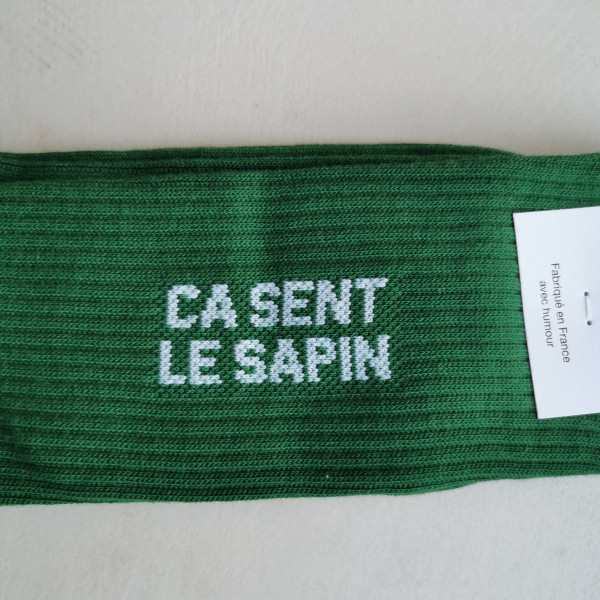 CA SENT
LE SAPIN
Fabriqué en France
avec humour